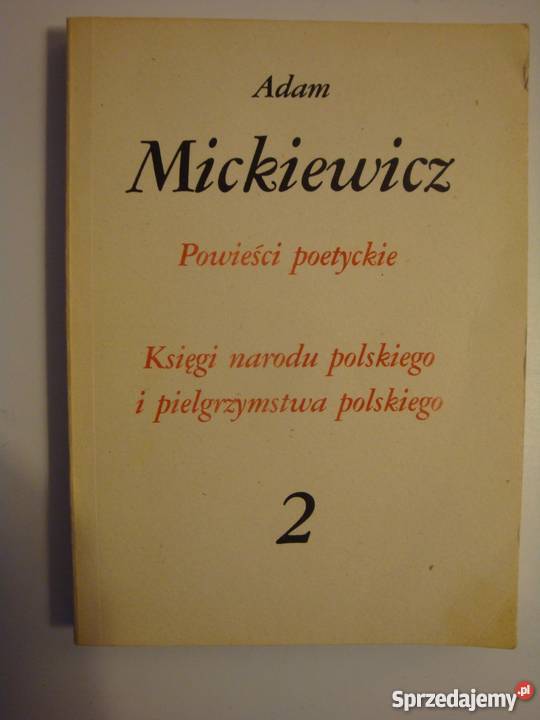 Adam
Mickiewicz
Powieści poetyckie
Księgi narodu polskiego
i pielgrzymstwa polskiego
2
Sprzedajemy.pl